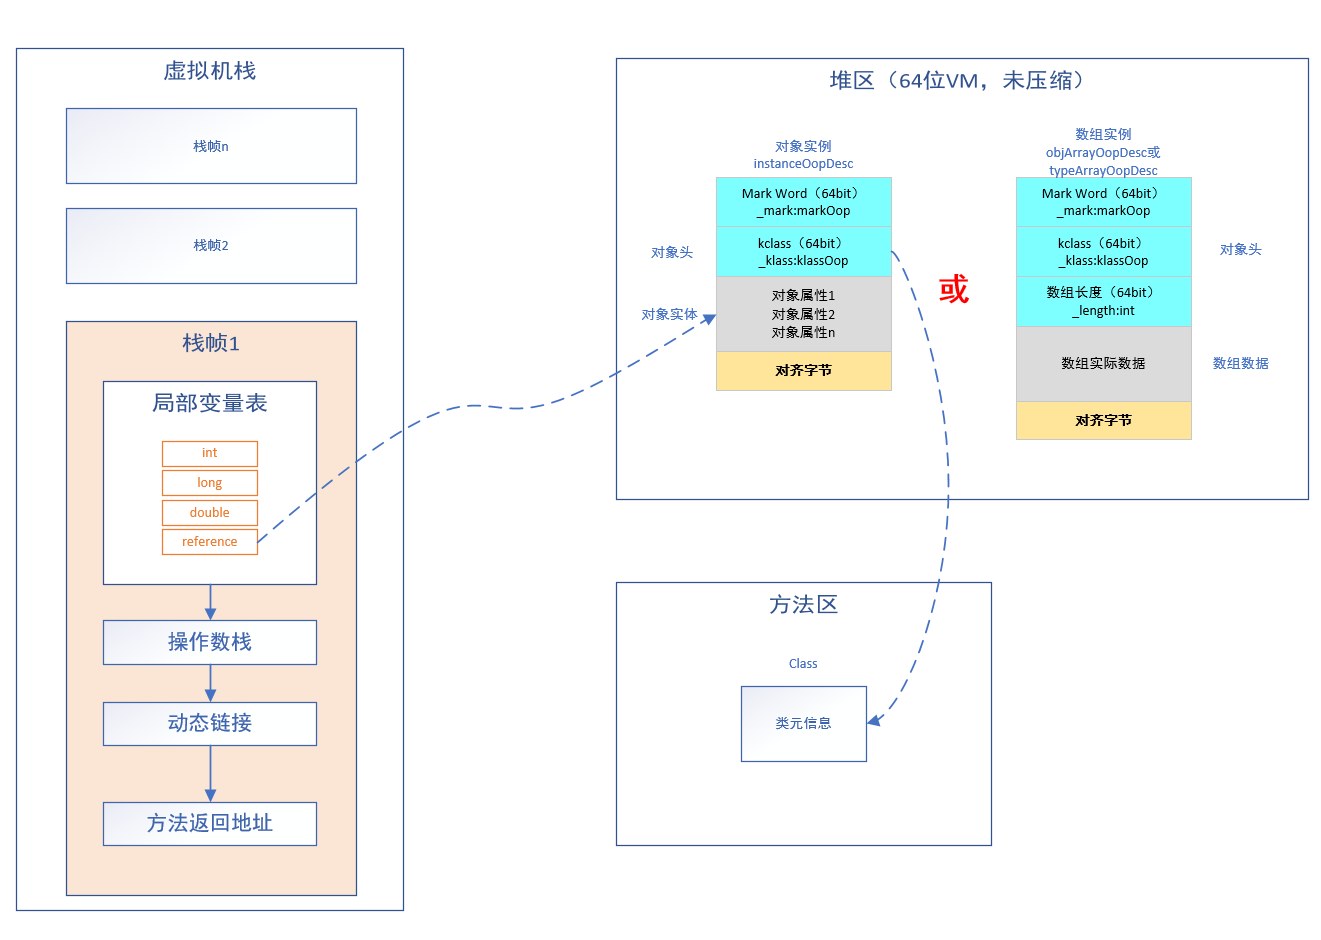 虚拟机栈
栈帧n
栈帧2
栈帧1
局部变量表
int
long
double
reference
操作数栈
动态链接
方法返回地址
堆区（64位VM，未压缩）
对象实例
instanceOopDesc
Mark Word（64bit）
_mark:markOop
kclass（64bit）
_klass:klassOop
对象头
对象属性1
对象属性2
对象属性n
对象实体
对齐字节
或
数组实例
objArrayOopDesc或
typeArrayOopDesc
Mark Word（64bit）
_mark:markOop
kclass（64bit）
_klass:klassOop
对象头
数组长度（64bit）
_length:int
数组实际数据
数组数据
对齐字节
方法区
Class
类元信息